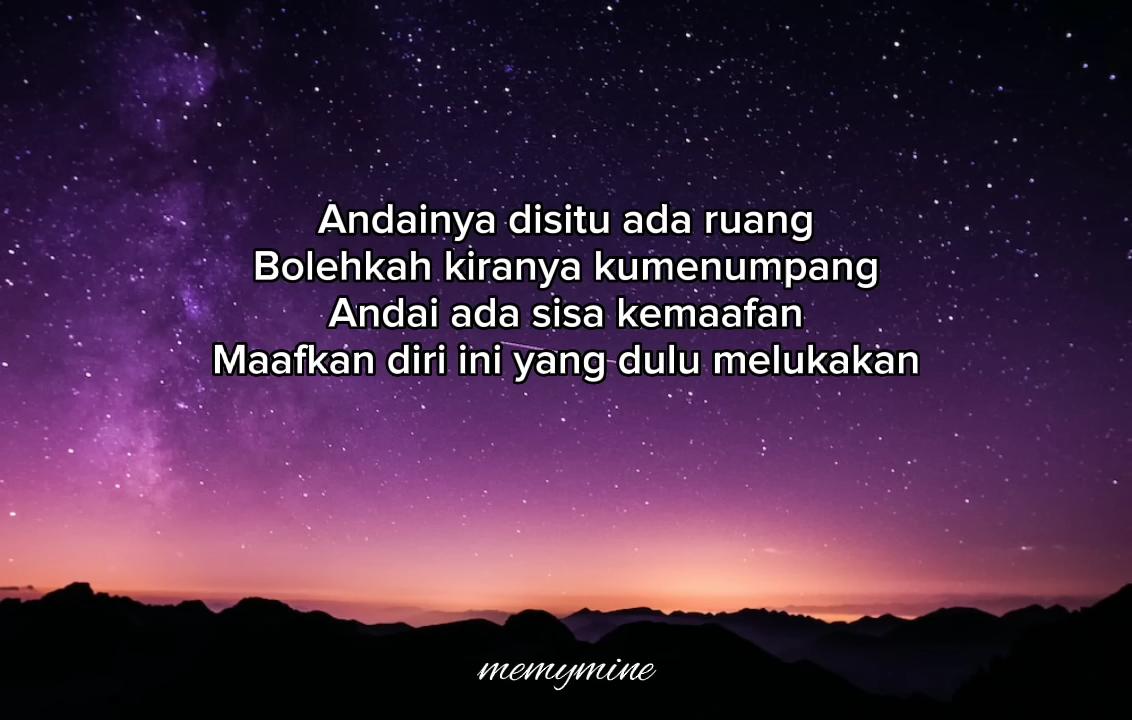 Andainya disitu ada ruang
Bolehkah kiranya kumenumpang
Andai ada sisa kemaafan
Maafkan diri ini yang dulu melukakan
memymine